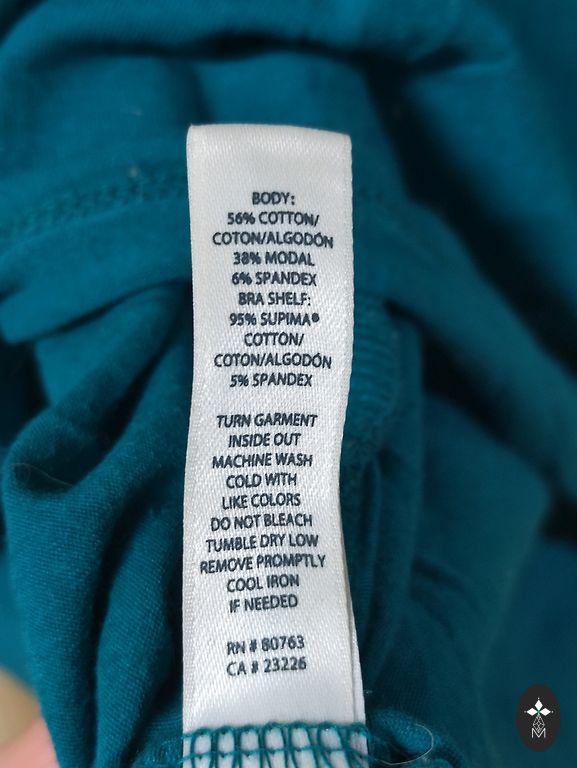 BODY:
56% COTTON/
COTON/ALGODÓN
38% MODAL
6% SPANDEX
BRA SHELF:
95% SUPIMA®
COTTON/
COTON/ALGODÓN
5% SPANDEX
TURN GARMENT
INSIDE OUT
MACHINE WASH
COLD WITH
LIKE COLORS
DO NOT BLEACH
TUMBLE DRY LOW
REMOVE PROMPTLY
COOL IRON
IF NEEDED
RN # 80763
CA # 23226